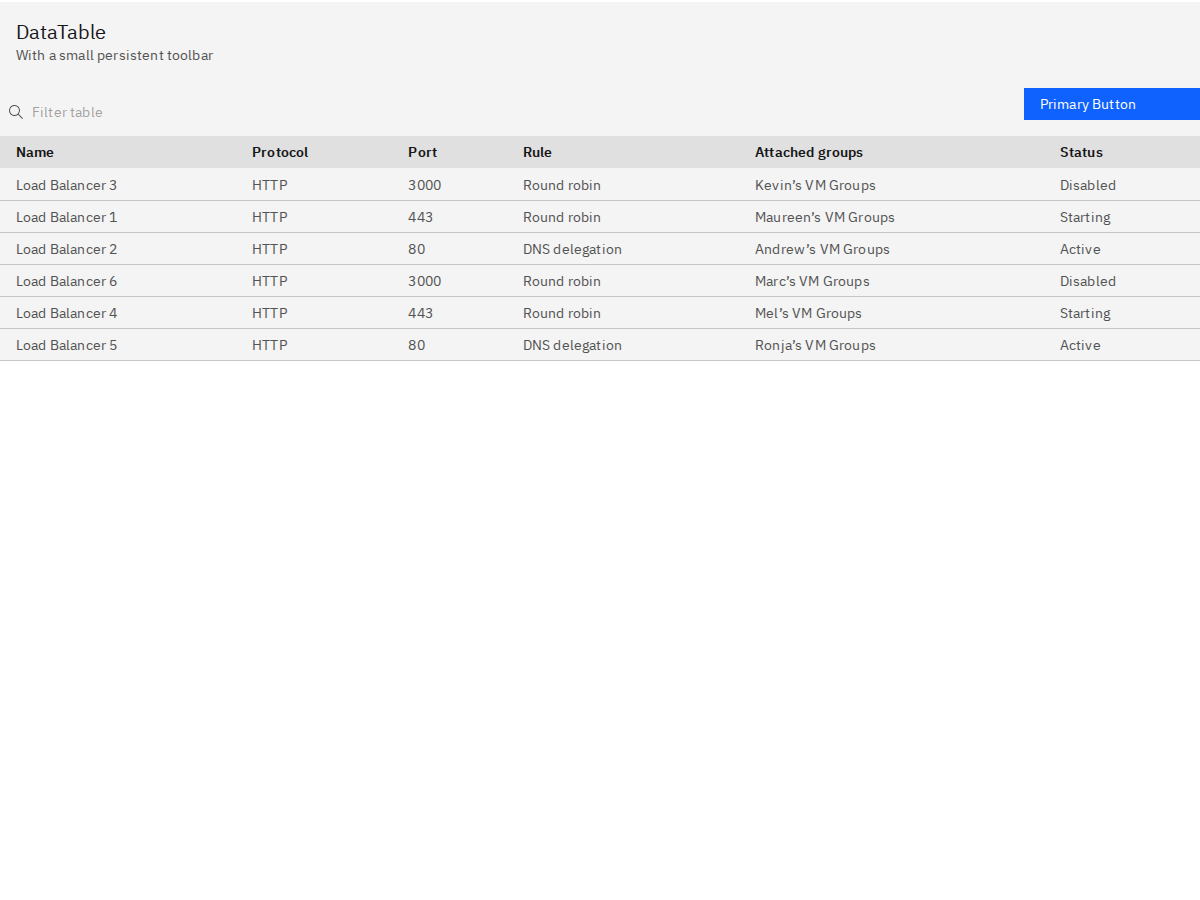 DataTable
With a small persistent toolbar
Filter table
Primary Button
Name Protocol Port Rule Attached groups Status
Load Balancer 3 HTTP 3000 Round robin Kevin’s VM Groups Disabled
Load Balancer 1 HTTP 443 Round robin Maureen’s VM Groups Starting
Load Balancer 2 HTTP 80 DNS delegation Andrew’s VM Groups Active
Load Balancer 6 HTTP 3000 Round robin Marc’s VM Groups Disabled
Load Balancer 4 HTTP 443 Round robin Mel’s VM Groups Starting
Load Balancer 5 HTTP 80 DNS delegation Ronja’s VM Groups Active